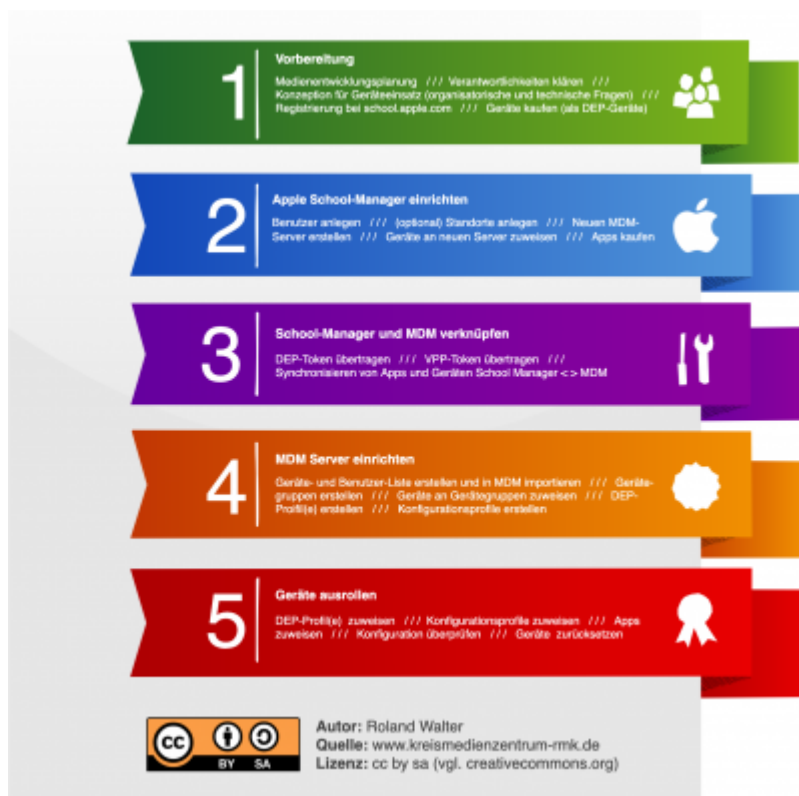 1
Vorbereitung
Medienentwicklungsplanung /// Verantwortlichkeiten klären ///
Konzeption für Geräteeinsatz (organisatorische und technische Fragen) ///
Registrierung bei school.apple.com /// Geräte kaufen (als DEP-Geräte)
2
Apple School-Manager einrichten
Benutzer anlegen /// (optional) Standorte anlegen /// Neuen MDM-
Server erstellen /// Geräte an neuen Server zuweisen /// Apps kaufen
3
School-Manager und MDM verknüpfen
DEP-Token übertragen /// VPP-Token übertragen ///
Synchronisieren von Apps und Geräten School Manager <> MDM
4
MDM Server einrichten
Geräte- und Benutzer-Liste erstellen und in MDM importieren /// Geräte-
gruppen erstellen /// Geräte an Gerätegruppen zuweisen /// DEP-
Profil(e) erstellen /// Konfigurationsprofile erstellen
5
Geräte ausrollen
DEP-Profil(e) zuweisen /// Konfigurationsprofile zuweisen /// Apps
zuweisen /// Konfiguration überprüfen /// Geräte zurücksetzen
cc
BY SA
Autor: Roland Walter
Quelle: www.kreismedienzentrum-rmk.de
Lizenz: cc by sa (vgl. creativecommons.org)